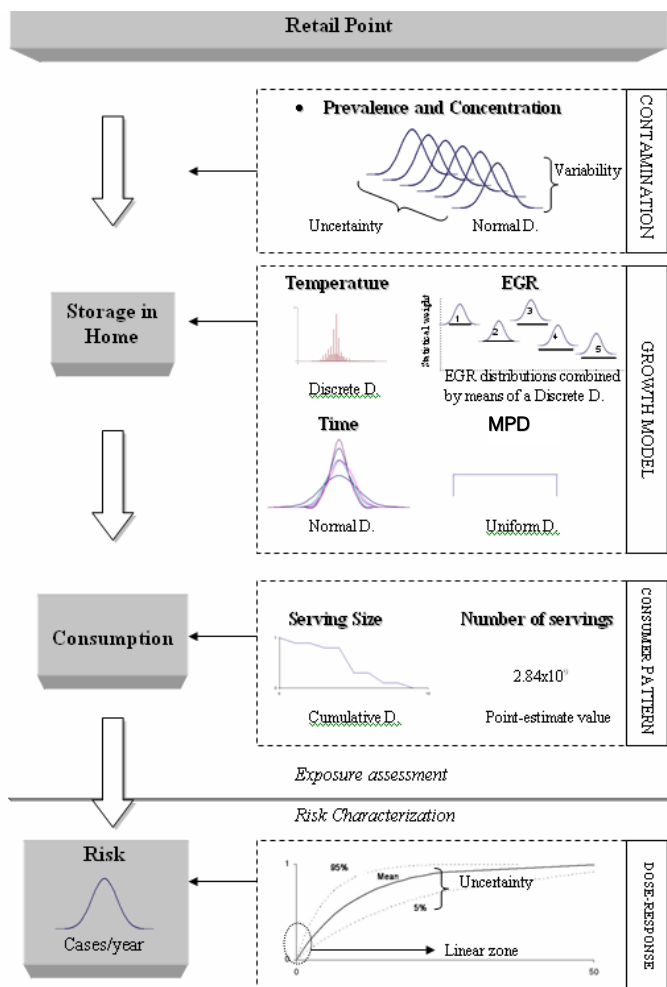 Retail Point
• Prevalence and Concentration
Variability
Uncertainty
Normal D.
CONTAMINATION
Storage in
Home
Temperature
Discrete D.
EGR
Statistical weight
1
2
3
4
5
EGR distributions combined
by means of a Discrete D.
Time
Normal D.
MPD
Uniform D.
GROWTH MODEL
Consumption
Serving Size
1
Cumulative D.
Number of servings
Point-estimate value
CONSUMER PATTERN
Exposure assessment
Risk Characterization
Risk
Cases/year
1
0
95%
Mean
5%
Uncertainty
Linear zone
0
50
DOSE-RESPONSE